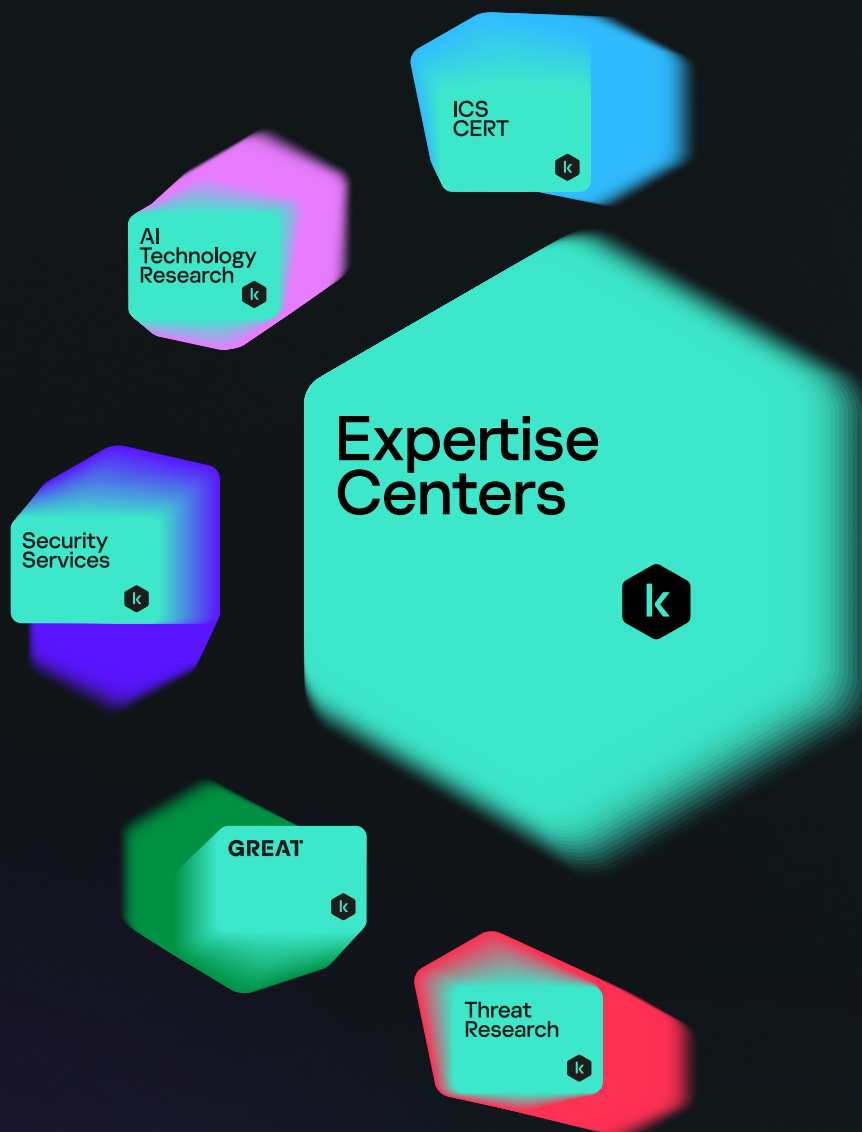 ICS
CERT
AI
Technology
Research
Expertise
Centers
Security
Services
GREAT
Threat
Research